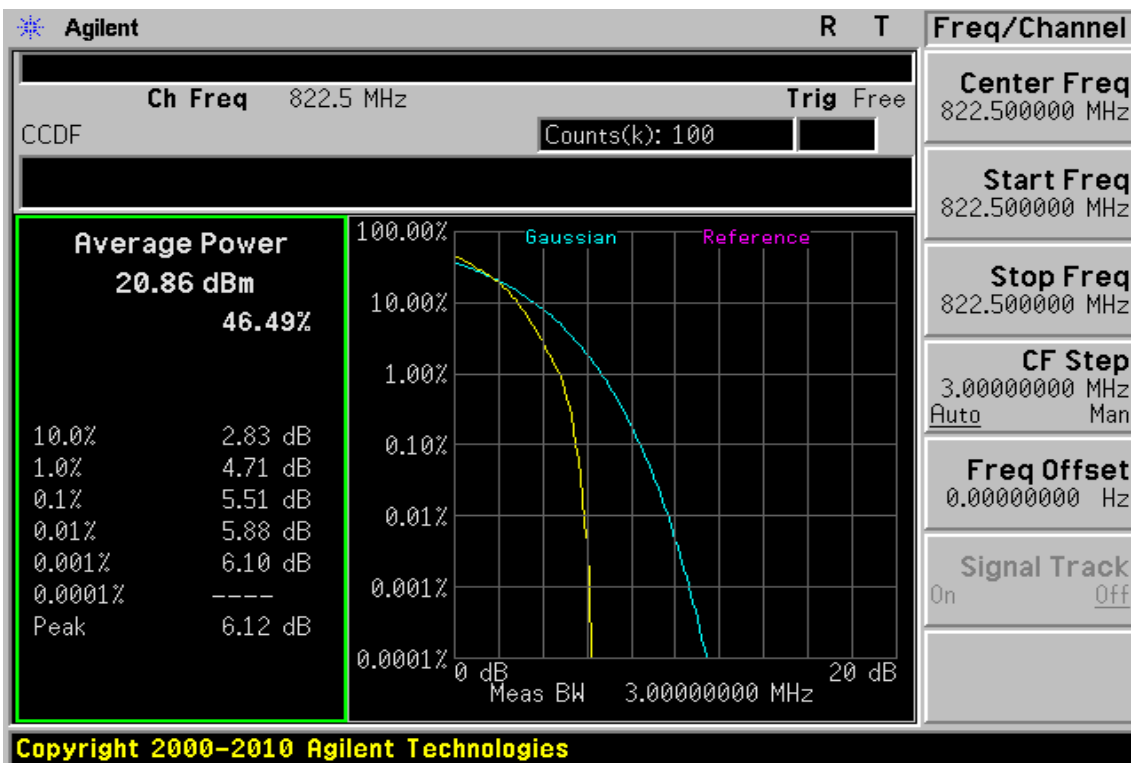 Agilent R T
Ch Freq 822.5 MHz Trig Free
CCDF Counts(k): 100
Average Power
20.86 dBm
46.49%
10.0% 2.83 dB
1.0% 4.71 dB
0.1% 5.51 dB
0.01% 5.88 dB
0.001% 6.10 dB
0.0001% ----
Peak 6.12 dB
Gaussian Reference
100.00%
10.00%
1.00%
0.10%
0.01%
0.001%
0.0001%
0 dB 20 dB
Meas BW 3.00000000 MHz
Freq/Channel
Center Freq
822.500000 MHz
Start Freq
822.500000 MHz
Stop Freq
822.500000 MHz
CF Step
3.00000000 MHz
Auto Man
Freq Offset
0.00000000 Hz
Signal Track
On Off
Copyright 2000-2010 Agilent Technologies